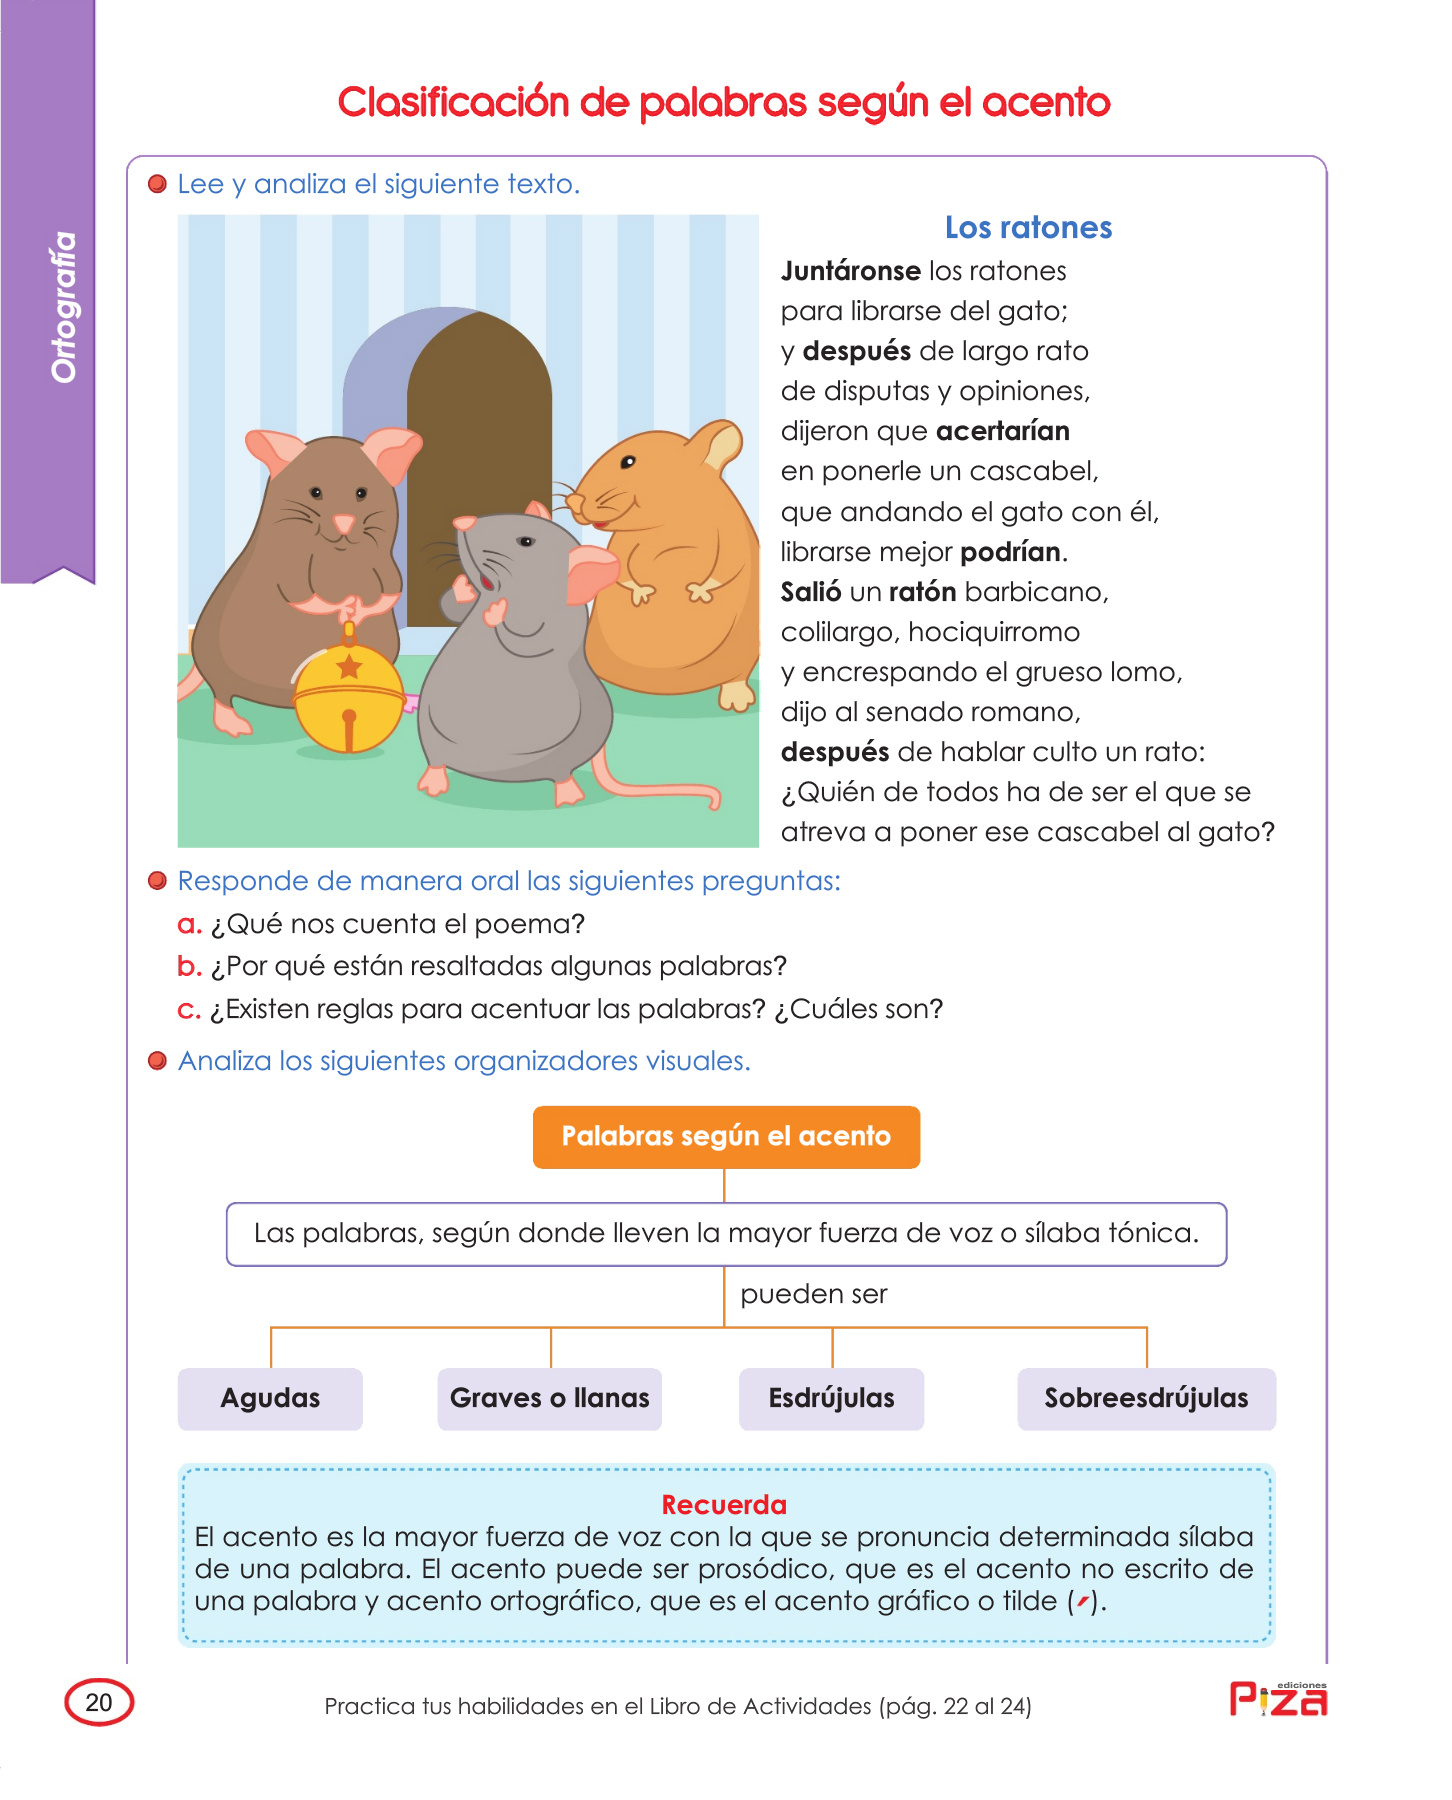 Ortografía
Clasificación de palabras según el acento
Lee y analiza el siguiente texto.
Los ratones
Juntáronse los ratones
para librarse del gato;
y después de largo rato
de disputas y opiniones,
dijeron que acertarían
en ponerle un cascabel,
que andando el gato con él,
librarse mejor podrían.
Salió un ratón barbicano,
colilargo, hociquirromo
y encrespando el grueso lomo,
dijo al senado romano,
después de hablar culto un rato:
¿Quién de todos ha de ser el que se
atreva a poner ese cascabel al gato?
Responde de manera oral las siguientes preguntas:
a. ¿Qué nos cuenta el poema?
b. ¿Por qué están resaltadas algunas palabras?
c. ¿Existen reglas para acentuar las palabras? ¿Cuáles son?
Analiza los siguientes organizadores visuales.
Palabras según el acento
Las palabras, según donde lleven la mayor fuerza de voz o sílaba tónica.
pueden ser
Agudas
Graves o llanas
Esdrújulas
Sobreesdrújulas
Recuerda
El acento es la mayor fuerza de voz con la que se pronuncia determinada sílaba
de una palabra. El acento puede ser prosódico, que es el acento no escrito de
una palabra y acento ortográfico, que es el acento gráfico o tilde (´).
20
Practica tus habilidades en el Libro de Actividades (pág. 22 al 24)
ediciones
Piza